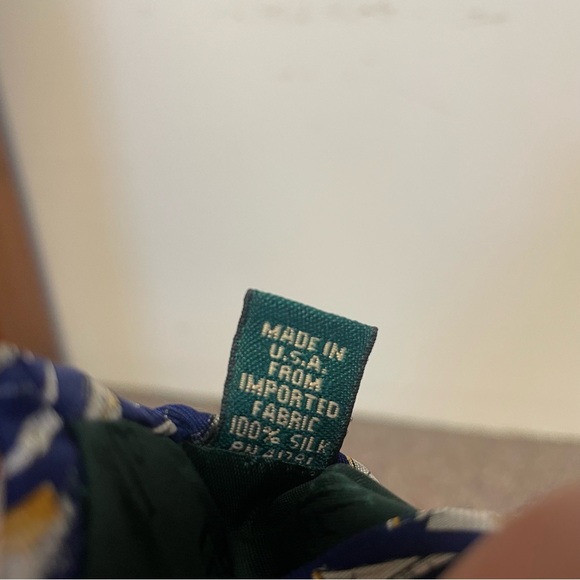 MADE IN
U.S.A.
FROM
IMPORTED
FABRIC
100% SILK